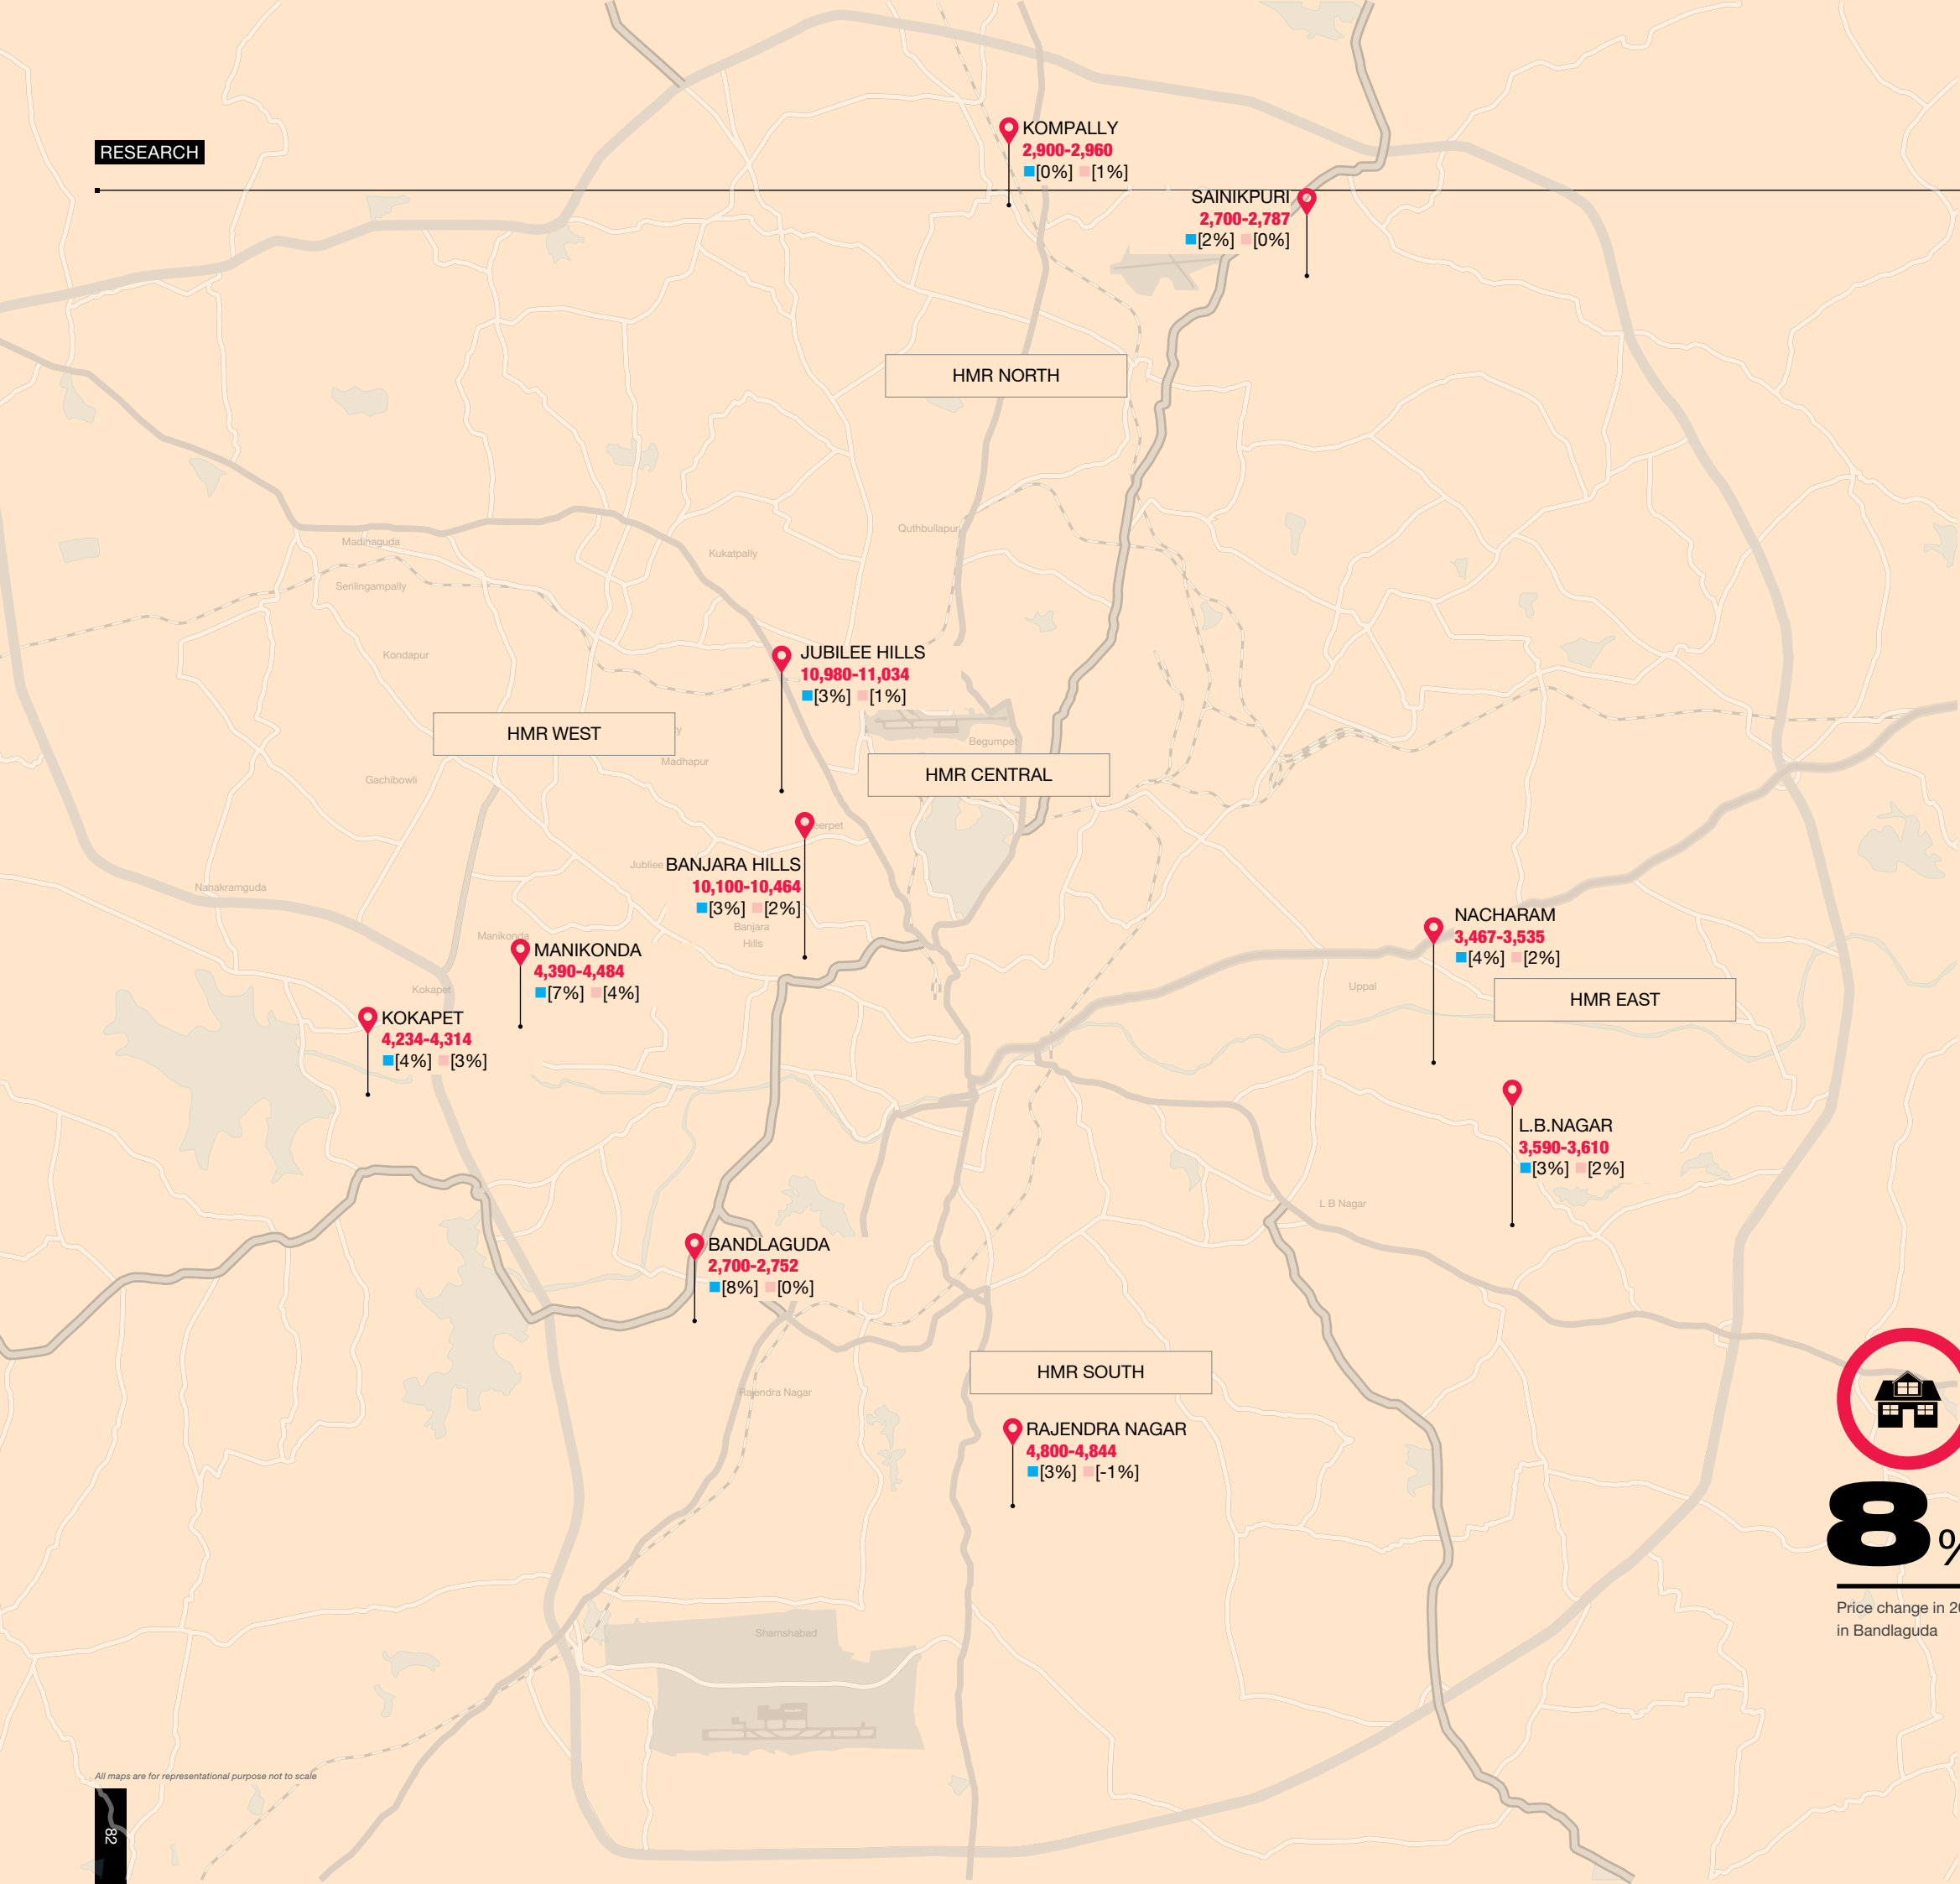 RESEARCH
KOMPALLY
2,900-2,960
[0%] [1%]
SAINIKPURI
2,700-2,787
[2%] [0%]
HMR NORTH
Quthbullapur
Madinaguda
Kukatpally
Serilingampally
Kondapur
JUBILEE HILLS
10,980-11,034
[3%] [1%]
HMR WEST
Begumpet
Madhapur
HMR CENTRAL
Gachibowli
erpet
Jubilee
BANJARA HILLS
10,100-10,464
[3%] [2%]
Nanakramguda
Banjara
Hills
NACHARAM
3,467-3,535
[4%] [2%]
Manikonda
MANIKONDA
4,390-4,484
[7%] [4%]
Kokapet
Uppal
HMR EAST
KOKAPET
4,234-4,314
[4%] [3%]
L.B.NAGAR
3,590-3,610
[3%] [2%]
L B Nagar
BANDLAGUDA
2,700-2,752
[8%] [0%]
HMR SOUTH
Rajendra Nagar
RAJENDRA NAGAR
4,800-4,844
[3%] [-1%]
8%
Price change in 20
in Bandlaguda
Shamshabad
All maps are for representational purpose not to scale
82